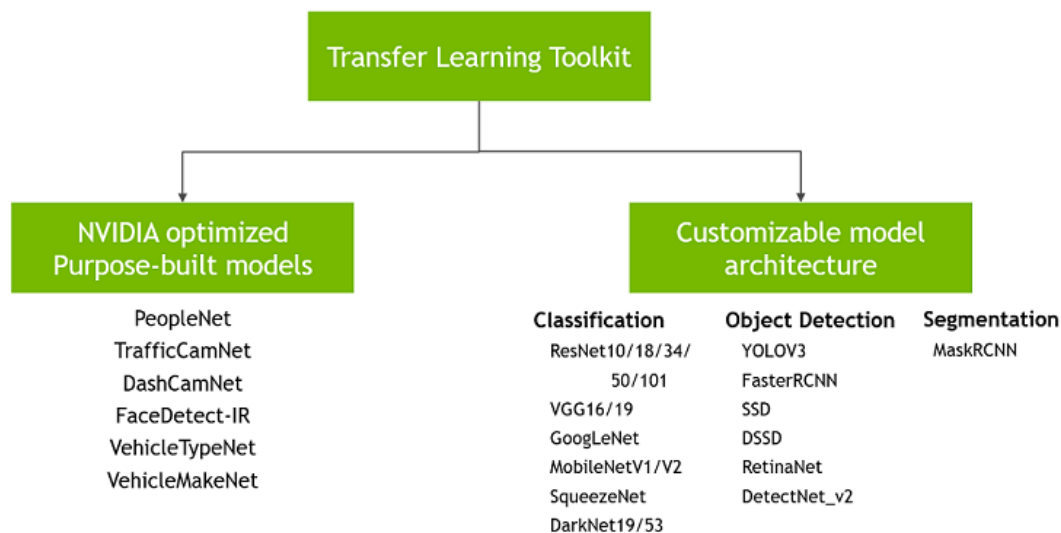 Transfer Learning Toolkit
NVIDIA optimized
Purpose-built models
PeopleNet
TrafficCamNet
DashCamNet
FaceDetect-IR
VehicleTypeNet
VehicleMakeNet
Customizable model
architecture
Classification
ResNet10/18/34/
50/101
VGG16/19
GoogLeNet
MobileNetV1/V2
SqueezeNet
DarkNet19/53
Object Detection
YOLOV3
FasterRCNN
SSD
DSSD
RetinaNet
DetectNet_v2
Segmentation
MaskRCNN